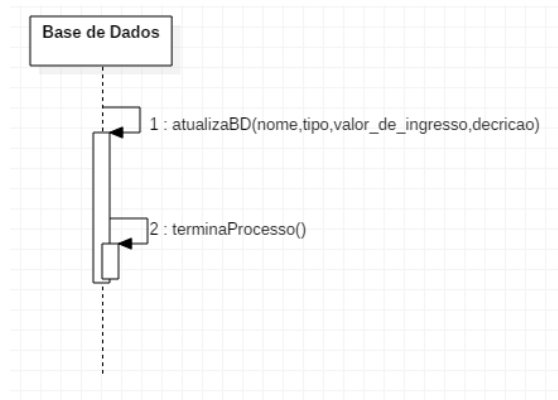 Base de Dados
1 : atualizaBD(nome,tipo,valor_de_ingresso,decricao)
2 : terminaProcesso()